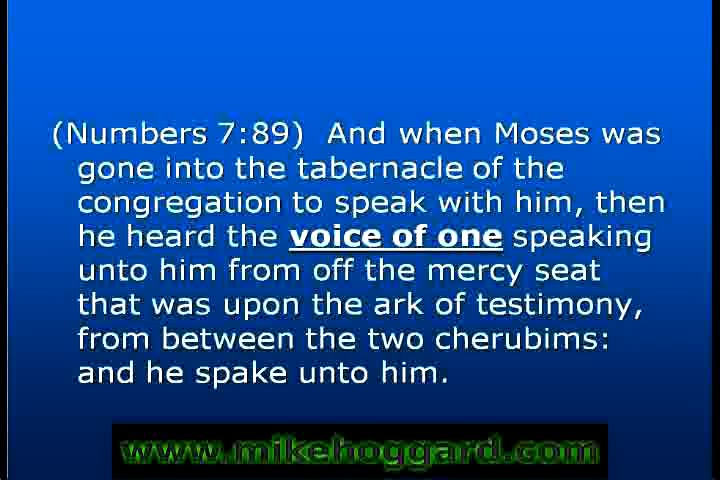 (Numbers 7:89)  And when Moses was
gone into the tabernacle of the
congregation to speak with him, then
he heard the voice of one speaking
unto him from off the mercy seat
that was upon the ark of testimony,
from between the two cherubims:
and he spake unto him.
www.mikehoggard.com